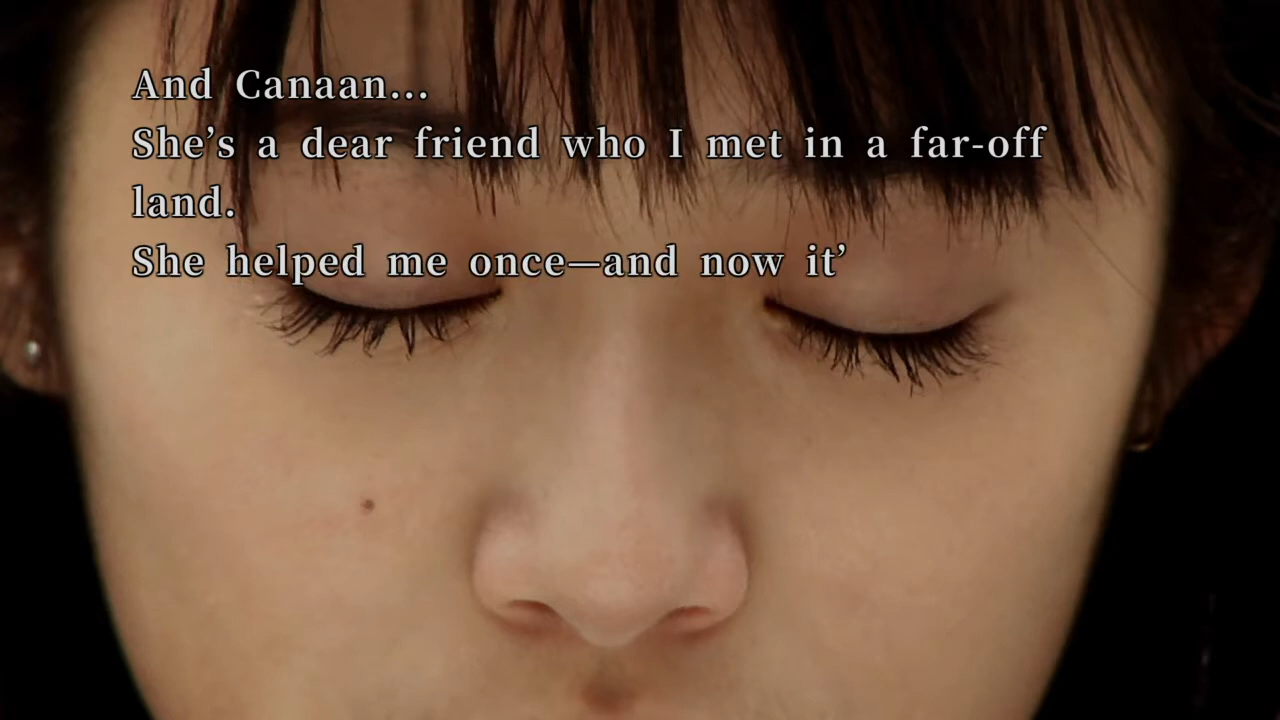 And Canaan...
She’s a dear friend who I met in a far-off
land.
She helped me once—and now it’